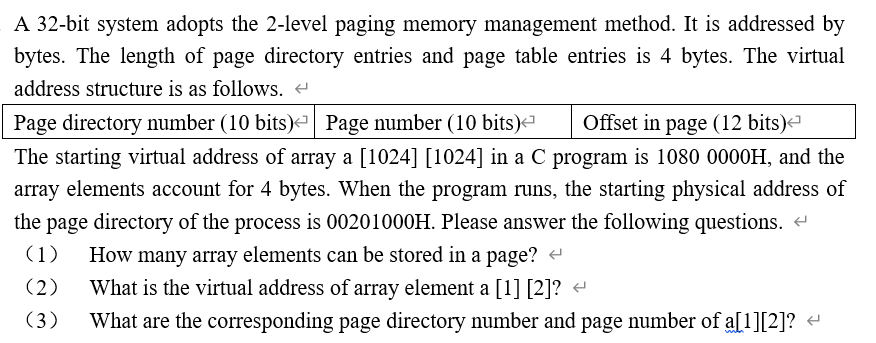 A 32-bit system adopts the 2-level paging memory management method. It is addressed by
bytes. The length of page directory entries and page table entries is 4 bytes. The virtual
address structure is as follows. ↵
Page directory number (10 bits)↵ Page number (10 bits)↵ Offset in page (12 bits)↵
The starting virtual address of array a [1024] [1024] in a C program is 1080 0000H, and the
array elements account for 4 bytes. When the program runs, the starting physical address of
the page directory of the process is 00201000H. Please answer the following questions. ↵
（1） How many array elements can be stored in a page? ↵
（2） What is the virtual address of array element a [1] [2]? ↵
（3） What are the corresponding page directory number and page number of a[1][2]? ↵